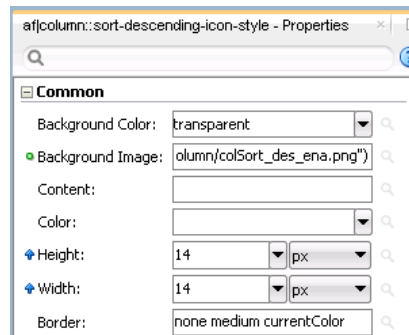 af|column::sort-descending-icon-style - Properties
Common
Background Color: transparent
Background Image: olumn/colSort_des_ena.png")
Content:
Color:
Height: 14 px
Width: 14 px
Border: none medium currentColor